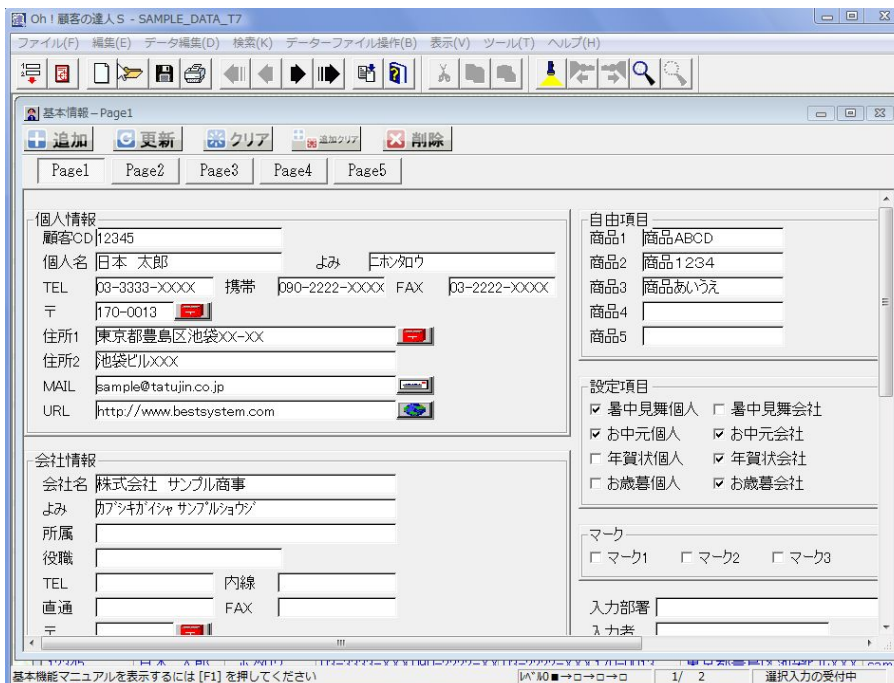 Oh！顧客の達人S - SAMPLE_DATA_T7
ファイル(F) 編集(E) データ編集(D) 検索(K) データーファイル操作(B) 表示(V) ツール(T) ヘルプ(H)
基本情報－Page1
追加 更新 クリア 追加クリア 削除
Page1 Page2 Page3 Page4 Page5
個人情報
顧客CD 12345
個人名 日本 太郎 よみ ﾆﾎﾝﾀﾛウ
TEL 03-3333-XXXX 携帯 090-2222-XXXX FAX 03-2222-XXXX
〒 170-0013
住所1 東京都豊島区池袋XX-XX
住所2 池袋ビルXXX
MAIL sample@tatujin.co.jp
URL http://www.bestsystem.com
会社情報
会社名 株式会社 サンプル商事
よみ ｶﾌﾞｼｷｶﾞｲｼｬ ｻﾝﾌﾟﾙｼｮｳｼﾞ
所属
役職
TEL 内線
直通 FAX
〒
自由項目
商品1 商品ABCD
商品2 商品1234
商品3 商品あいうえ
商品4
商品5
設定項目
暑中見舞個人 暑中見舞会社
お中元個人 お中元会社
年賀状個人 年賀状会社
お歳暮個人 お歳暮会社
マーク
マーク1 マーク2 マーク3
入力部署
入力者
基本機能マニュアルを表示するには [F1] を押してください ﾚﾍﾞﾙ0 ■→□→□→□ 1/ 2 選択入力の受付中